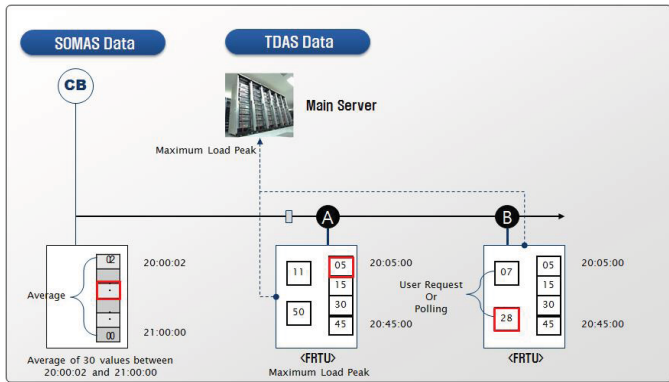 SOMAS Data
TDAS Data
CB
Main Server
Maximum Load Peak
A
B
02
20:00:02
Average
.
.
00
21:00:00
Average of 30 values between
20:00:02 and 21:00:00
11
50
05
15
30
45
20:05:00
20:45:00
<FRTU>
Maximum Load Peak
User Request
Or
Polling
07
28
05
15
30
45
20:05:00
20:45:00
<FRTU>